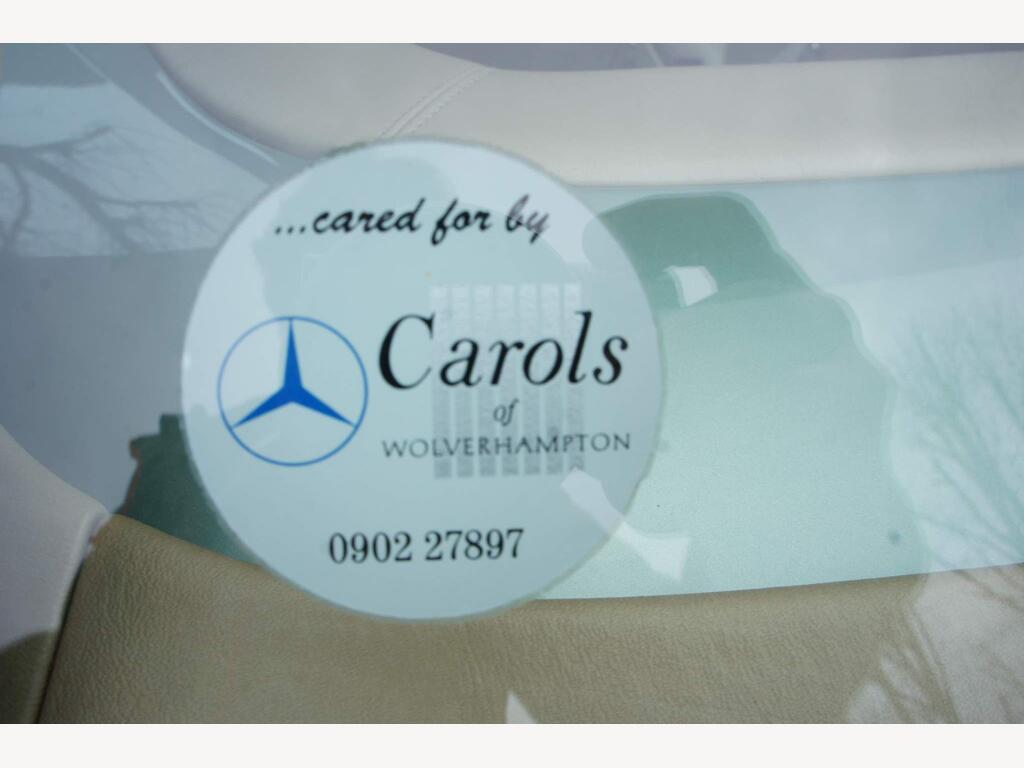 ...cared for by
Carols
of
WOLVERHAMPTON
0902 27897